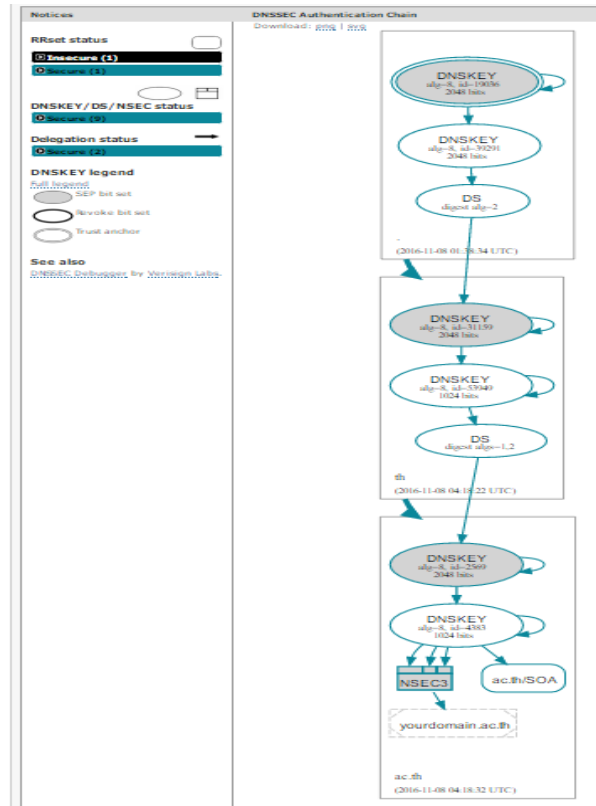 Notices
RRset status
Insecure (1)
Secure (1)
DNSKEY/DS/NSEC status
Secure (9)
Delegation status
Secure (2)
DNSKEY legend
Full legend
SEP bit set
Revoke bit set
Trust anchor
See also
DNSSEC Debugger by Verisign Labs.
DNSSEC Authentication Chain
Download: png | svg
DNSKEY
alg=8, id=19036
2048 bits
DNSKEY
alg=8, id=39291
2048 bits
DS
digest alg=2
.
(2016-11-08 01:38:34 UTC)
DNSKEY
alg=8, id=31159
2048 bits
DNSKEY
alg=8, id=53949
1024 bits
DS
digest algs=1,2
th
(2016-11-08 04:18:22 UTC)
DNSKEY
alg=8, id=2569
2048 bits
DNSKEY
alg=8, id=4383
1024 bits
NSEC3
ac.th/SOA
yourdomain.ac.th
ac.th
(2016-11-08 04:18:32 UTC)